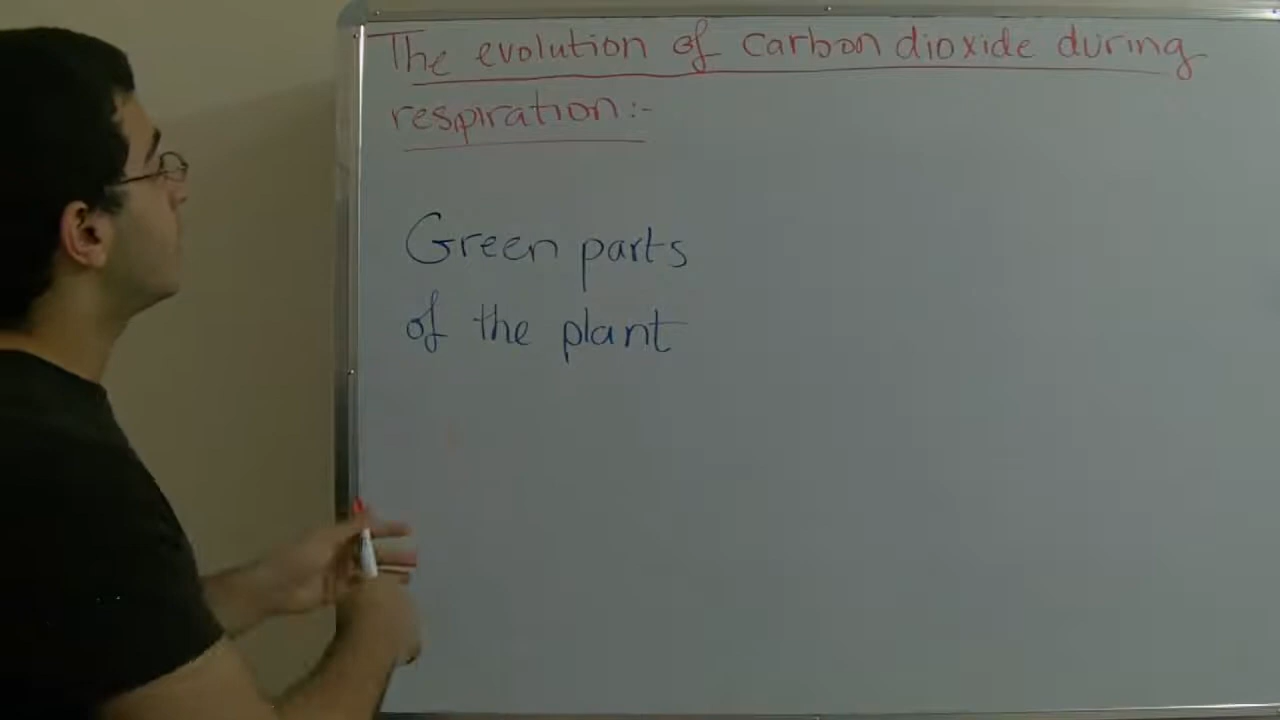 The evolution of carbon dioxide during
respiration:-
Green parts
of the plant